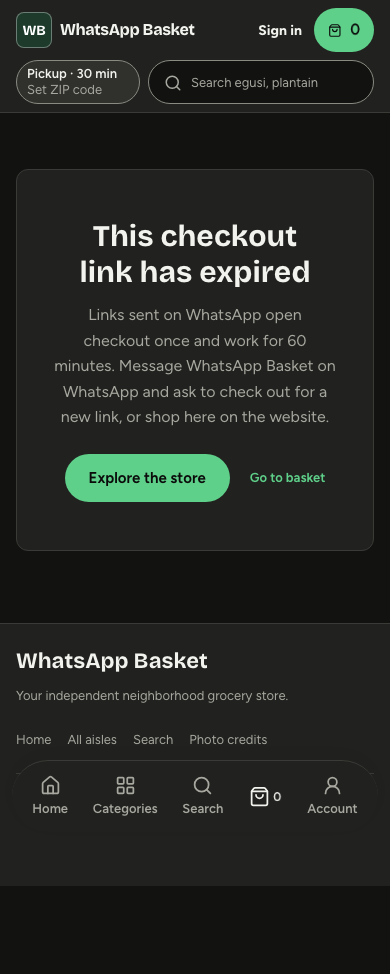 WB WhatsApp Basket Sign in 0
Pickup · 30 min
Set ZIP code
Search egusi, plantain
This checkout
link has expired
Links sent on WhatsApp open
checkout once and work for 60
minutes. Message WhatsApp Basket on
WhatsApp and ask to check out for a
new link, or shop here on the website.
Explore the store Go to basket
WhatsApp Basket
Your independent neighborhood grocery store.
Home All aisles Search Photo credits
Home Categories Search 0 Account